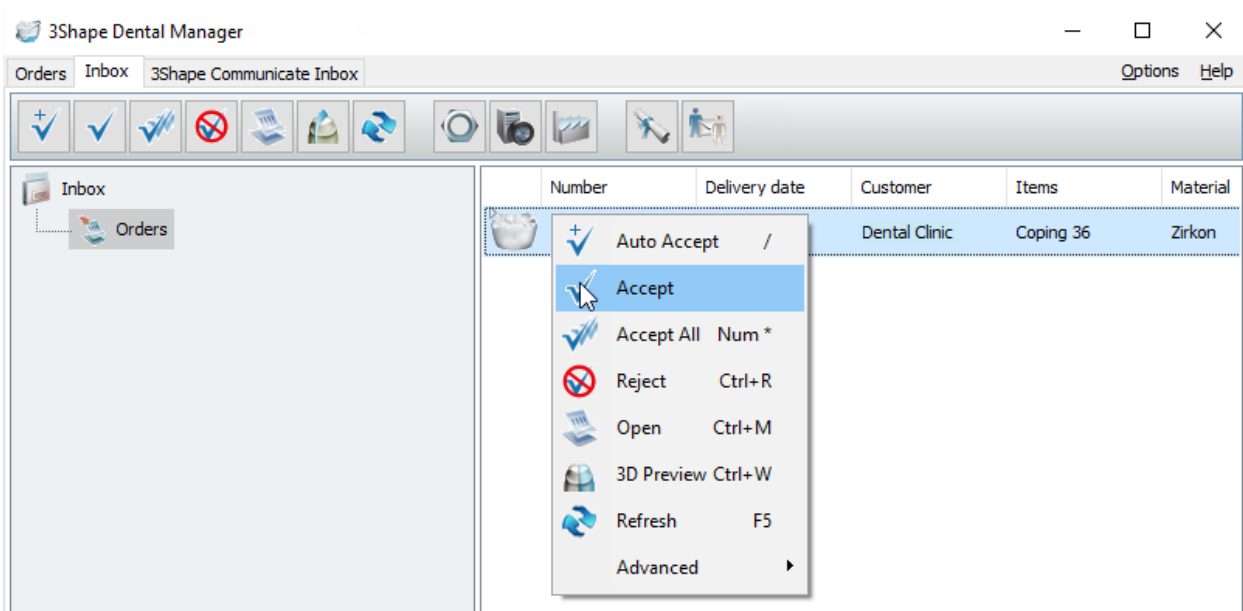 3Shape Dental Manager
Orders Inbox 3Shape Communicate Inbox Options Help
Inbox
Orders
Number Delivery date Customer Items Material
Dental Clinic Coping 36 Zirkon
Auto Accept /
Accept
Accept All Num *
Reject Ctrl+R
Open Ctrl+M
3D Preview Ctrl+W
Refresh F5
Advanced